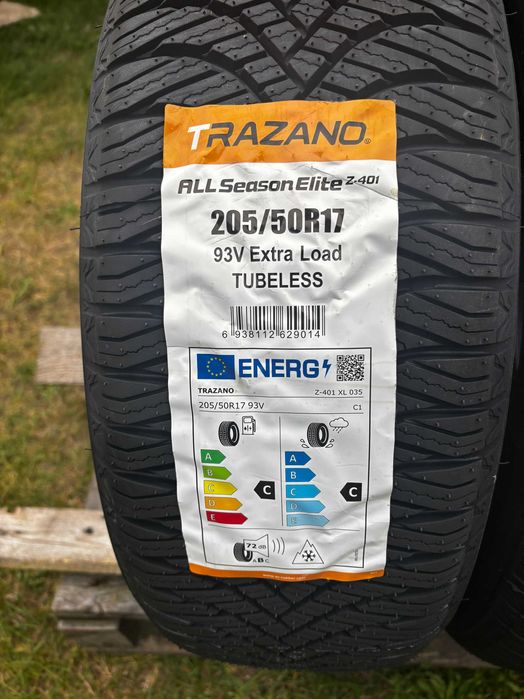 TRAZANO®
ALL Season Elite Z-401
205/50R17
93V Extra Load
TUBELESS
6 938112 629014
ENERG
TRAZANO Z-401 XL 035
205/50R17 93V C1
A A
B B
C C C C
D D
E E
72 dB
A B C